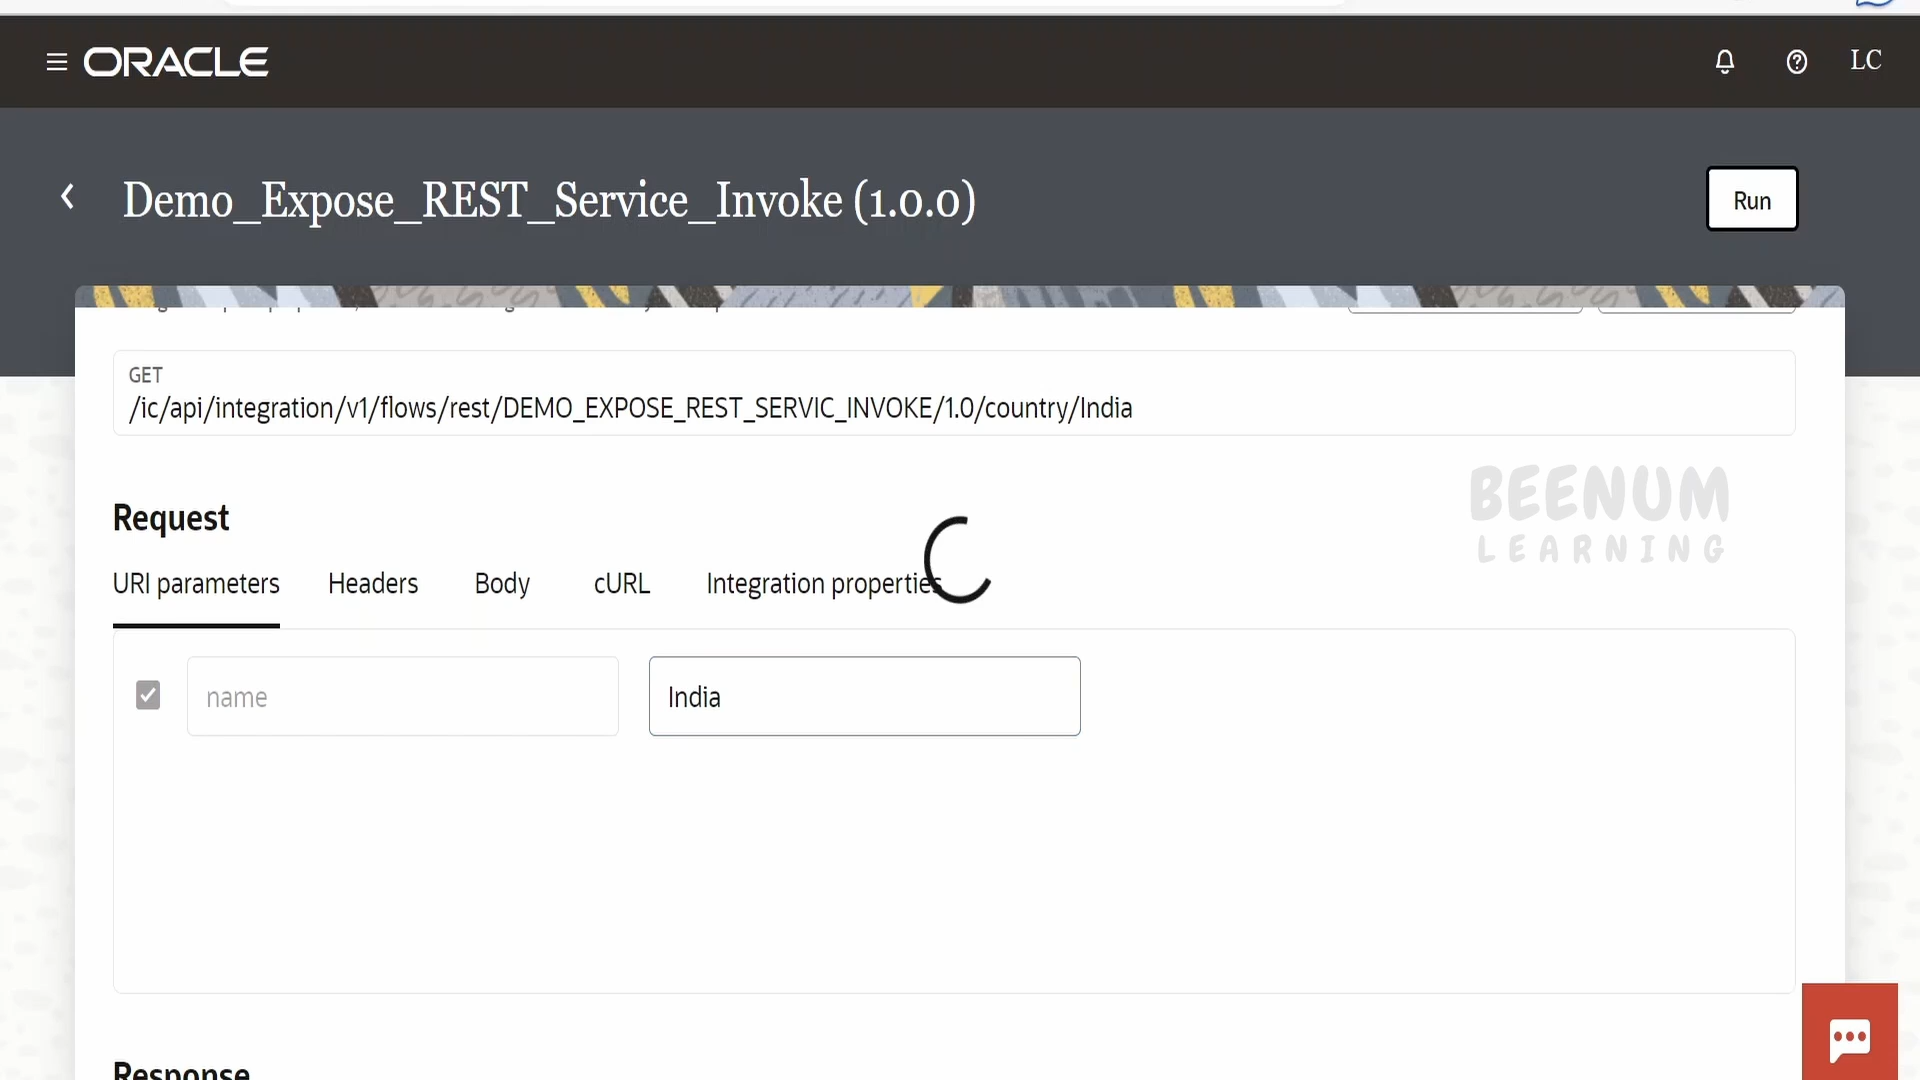 ORACLE
LC
Demo_Expose_REST_Service_Invoke (1.0.0)
Run
GET
/ic/api/integration/v1/flows/rest/DEMO_EXPOSE_REST_SERVIC_INVOKE/1.0/country/India
BEENUM
LEARNING
Request
URI parameters Headers Body cURL Integration properties
name India
Response